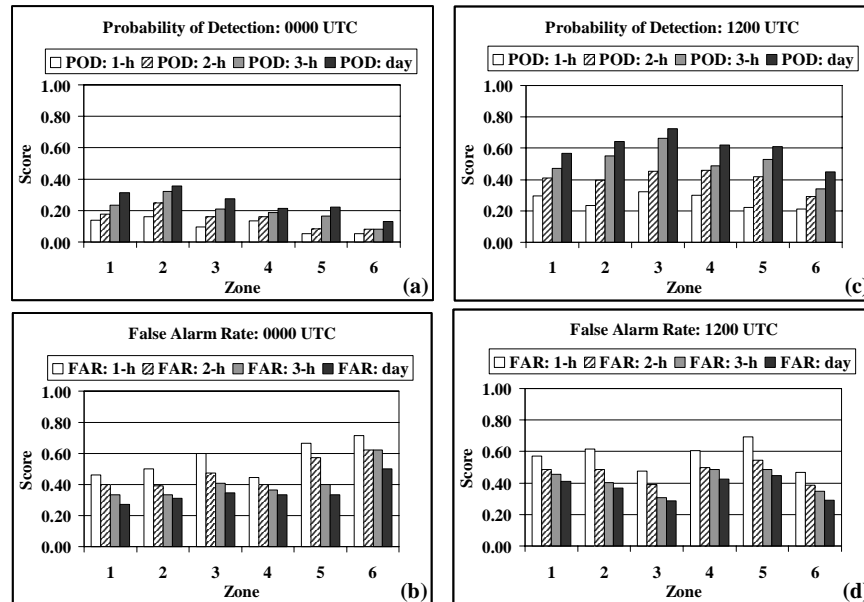 Probability of Detection: 0000 UTC
POD: 1-h POD: 2-h POD: 3-h POD: day
1.00
0.80
0.60
0.40
0.20
0.00
Score
1 2 3 4 5 6
Zone
(a)
False Alarm Rate: 0000 UTC
FAR: 1-h FAR: 2-h FAR: 3-h FAR: day
1.00
0.80
0.60
0.40
0.20
0.00
Score
1 2 3 4 5 6
Zone
(b)
Probability of Detection: 1200 UTC
POD: 1-h POD: 2-h POD: 3-h POD: day
1.00
0.80
0.60
0.40
0.20
0.00
Score
1 2 3 4 5 6
Zone
(c)
False Alarm Rate: 1200 UTC
FAR: 1-h FAR: 2-h FAR: 3-h FAR: day
1.00
0.80
0.60
0.40
0.20
0.00
Score
1 2 3 4 5 6
Zone
(d)